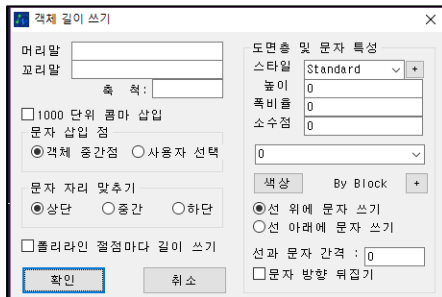 객체 길이 쓰기
머리말
꼬리말
축 척:
1000 단위 콤마 삽입
문자 삽입 점
객체 중간점 사용자 선택
문자 자리 맞추기
상단 중간 하단
폴리라인 절점마다 길이 쓰기
확인 취소
도면층 및 문자 특성
스타일 Standard +
높이 0
폭비율 0
소수점 0
0
색상 By Block +
선 위에 문자 쓰기
선 아래에 문자 쓰기
선과 문자 간격 : 0
문자 방향 뒤집기